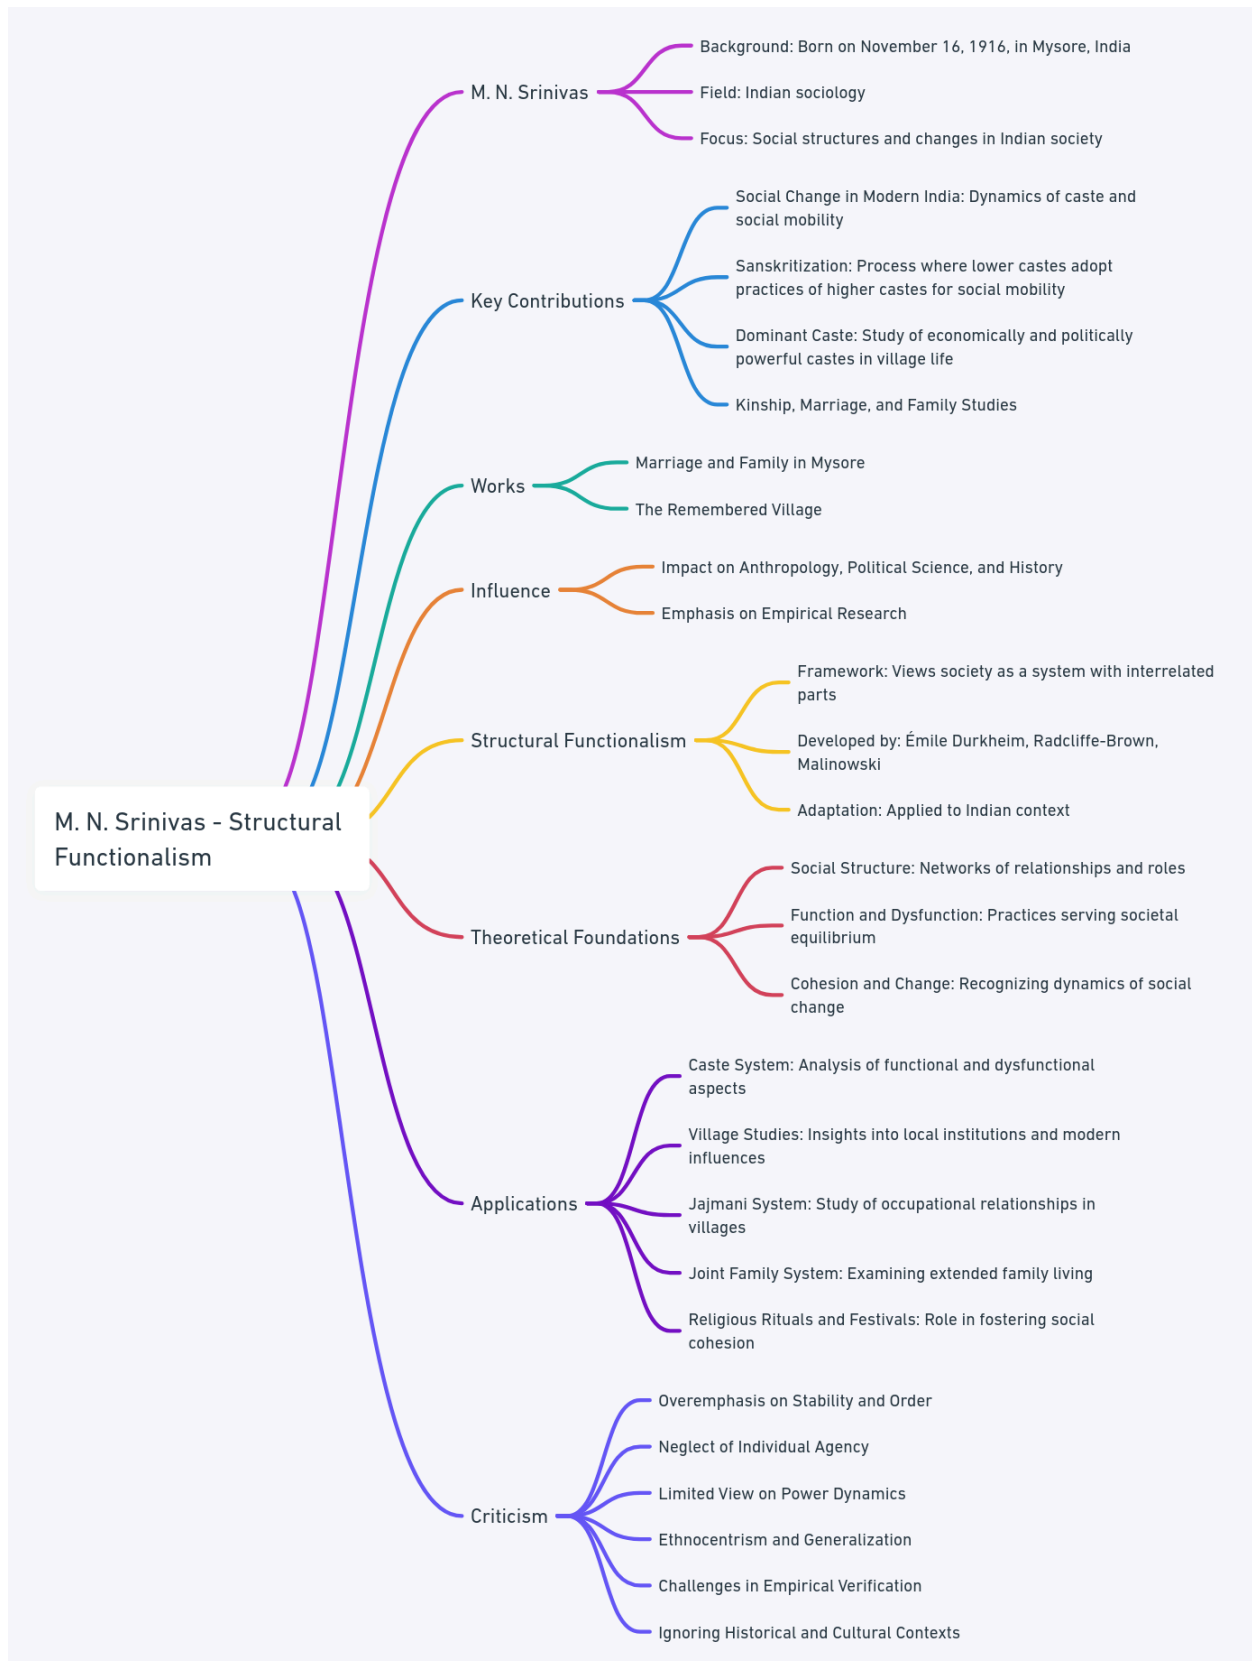 M. N. Srinivas - Structural
Functionalism
M. N. Srinivas
Background: Born on November 16, 1916, in Mysore, India
Field: Indian sociology
Focus: Social structures and changes in Indian society
Key Contributions
Social Change in Modern India: Dynamics of caste and
social mobility
Sanskritization: Process where lower castes adopt
practices of higher castes for social mobility
Dominant Caste: Study of economically and politically
powerful castes in village life
Kinship, Marriage, and Family Studies
Works
Marriage and Family in Mysore
The Remembered Village
Influence
Impact on Anthropology, Political Science, and History
Emphasis on Empirical Research
Structural Functionalism
Framework: Views society as a system with interrelated
parts
Developed by: Émile Durkheim, Radcliffe-Brown,
Malinowski
Adaptation: Applied to Indian context
Theoretical Foundations
Social Structure: Networks of relationships and roles
Function and Dysfunction: Practices serving societal
equilibrium
Cohesion and Change: Recognizing dynamics of social
change
Applications
Caste System: Analysis of functional and dysfunctional
aspects
Village Studies: Insights into local institutions and modern
influences
Jajmani System: Study of occupational relationships in
villages
Joint Family System: Examining extended family living
Religious Rituals and Festivals: Role in fostering social
cohesion
Criticism
Overemphasis on Stability and Order
Neglect of Individual Agency
Limited View on Power Dynamics
Ethnocentrism and Generalization
Challenges in Empirical Verification
Ignoring Historical and Cultural Contexts